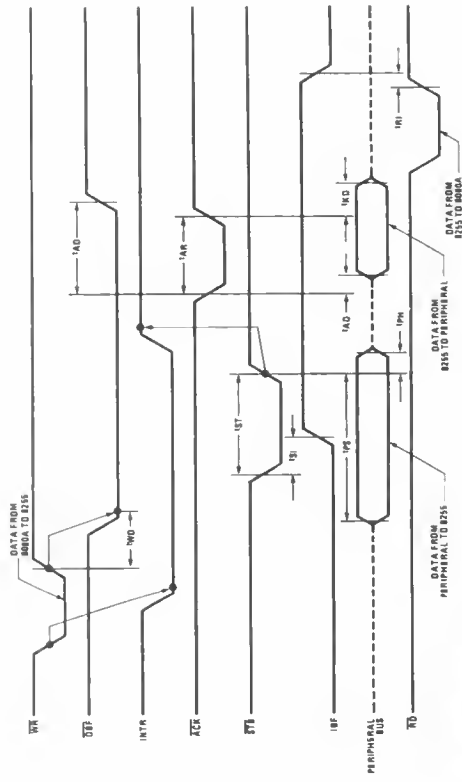 WR
DATA FROM
8080A TO 8255
tWO
OBF
tAO
INTR
ACK
tAR
STB
tST
tSI
IBF
PERIPHERAL
BUS
tPS
tPH
tAD
tKD
DATA FROM
PERIPHERAL TO 8255
DATA FROM
8255 TO PERIPHERAL
RD
tRI
DATA FROM
8255 TO 8080A